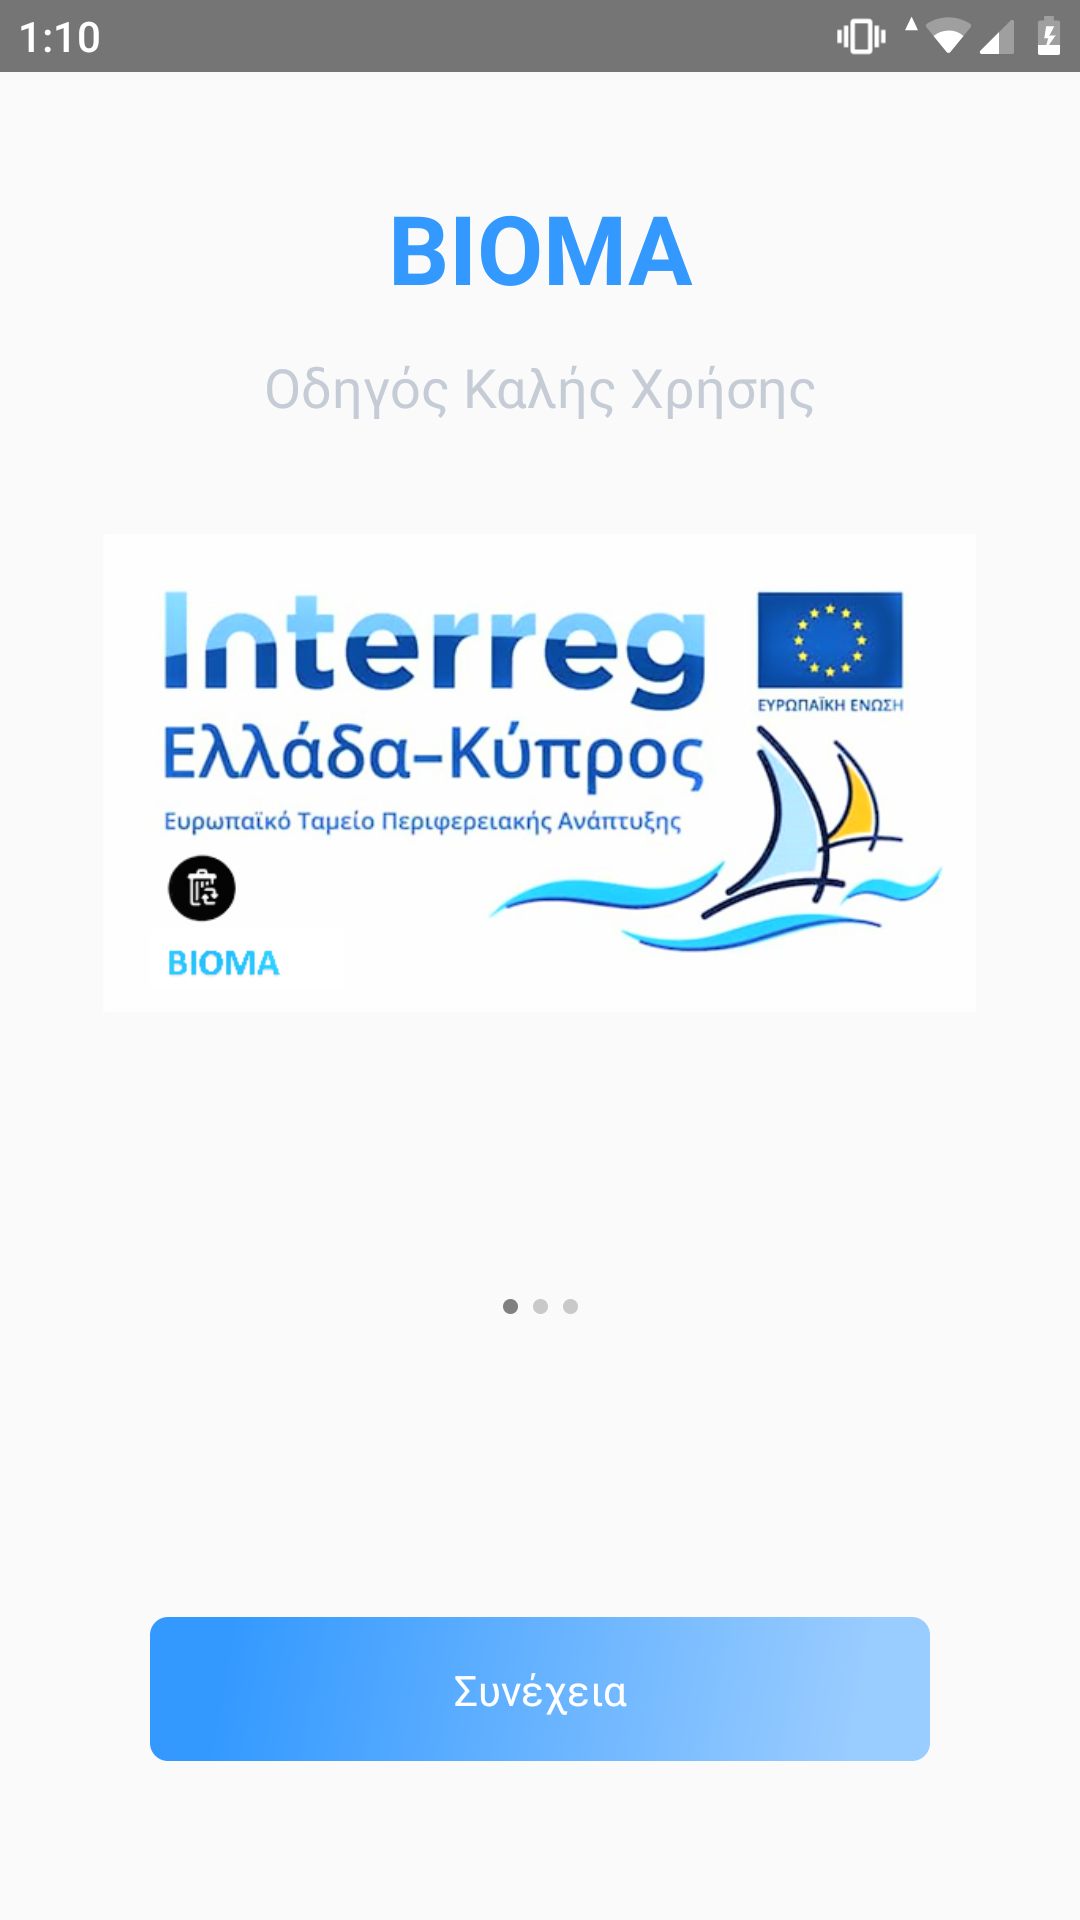 1:10
BIOMA
Οδηγός Καλής Χρήσης
Interreg
ΕΥΡΩΠΑΪΚΗ ΕΝΩΣΗ
Ελλάδα-Κύπρος
Ευρωπαϊκό Ταμείο Περιφερειακής Ανάπτυξης
BIOMA
Συνέχεια